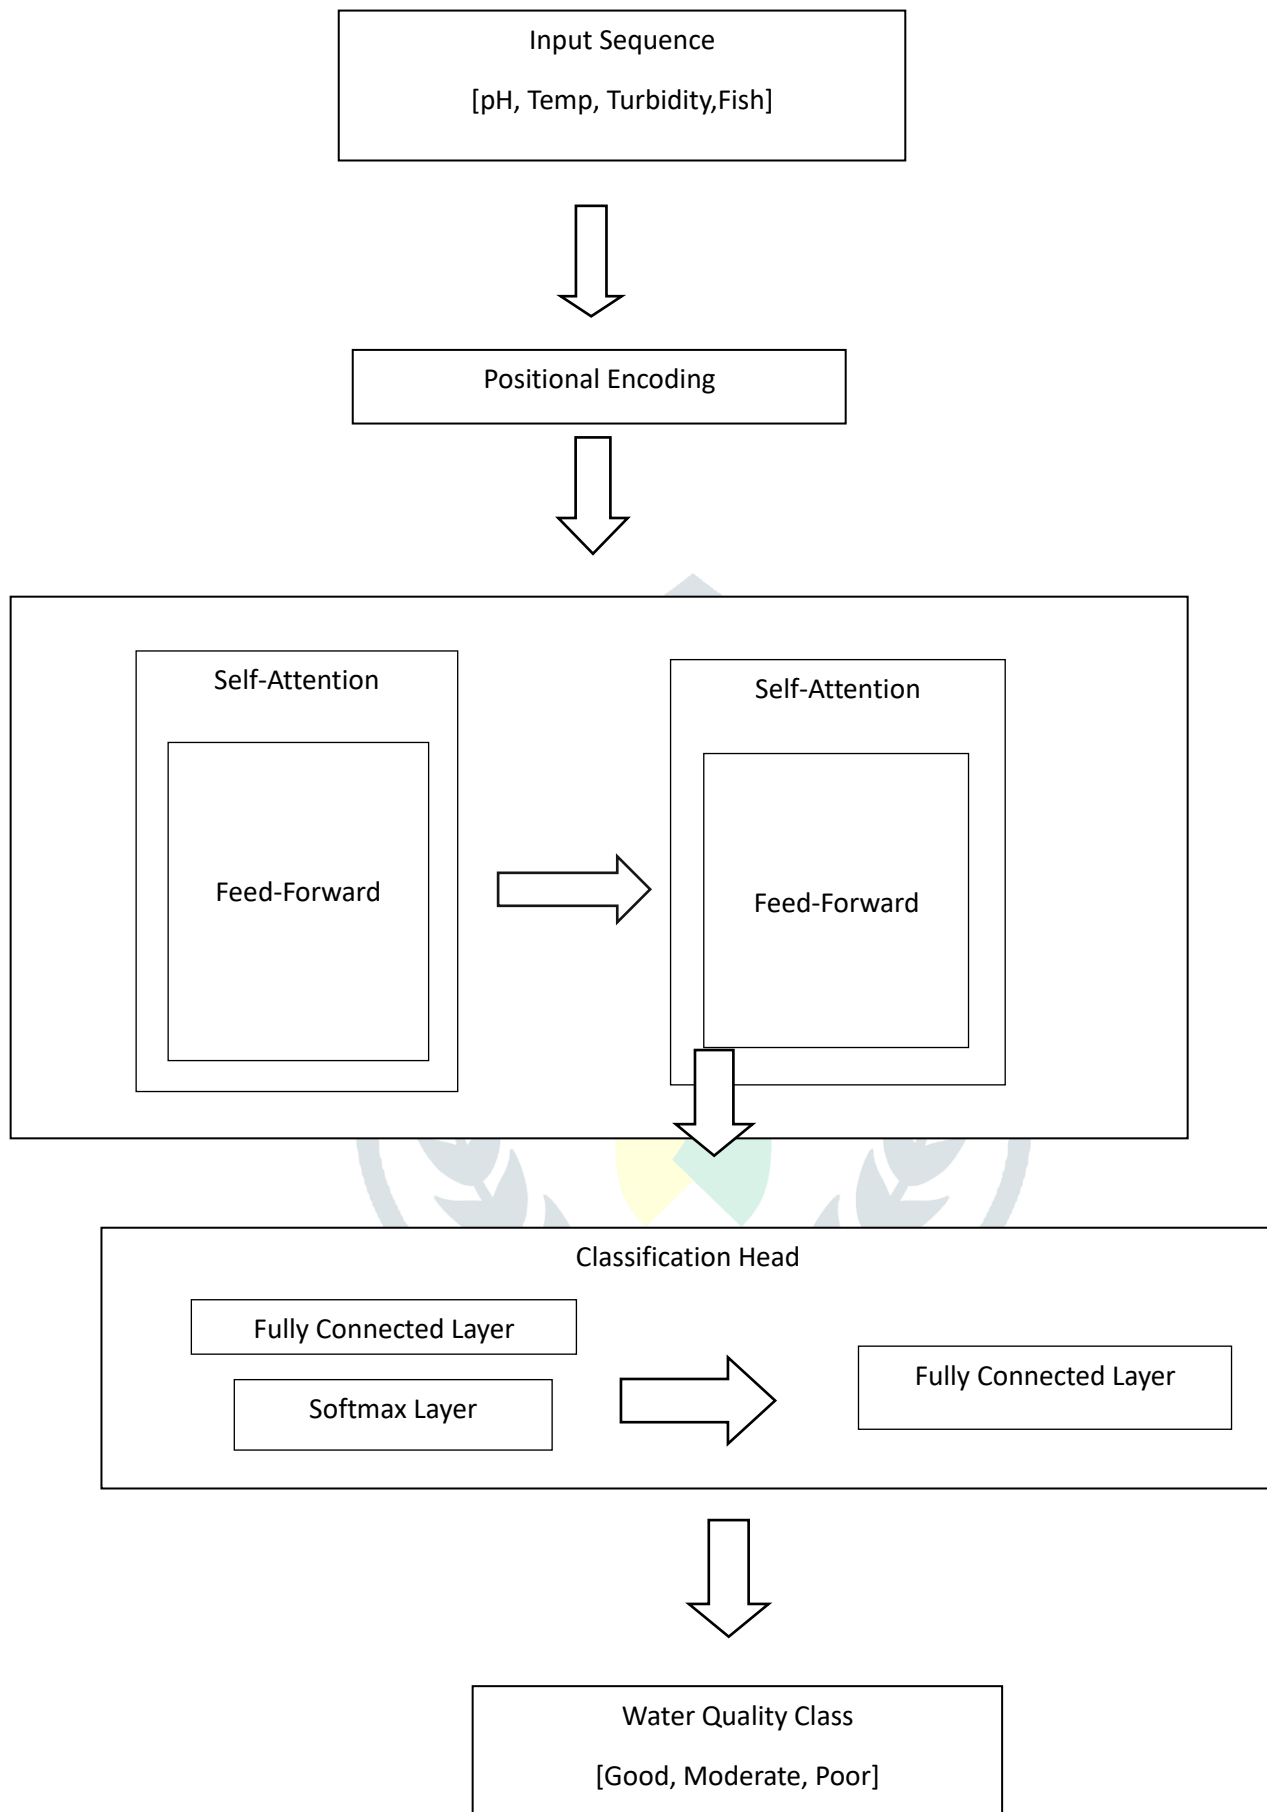 Input Sequence
[pH, Temp, Turbidity,Fish]
Positional Encoding
Self-Attention
Feed-Forward
Self-Attention
Feed-Forward
Classification Head
Fully Connected Layer
Softmax Layer
Fully Connected Layer
Water Quality Class
[Good, Moderate, Poor]